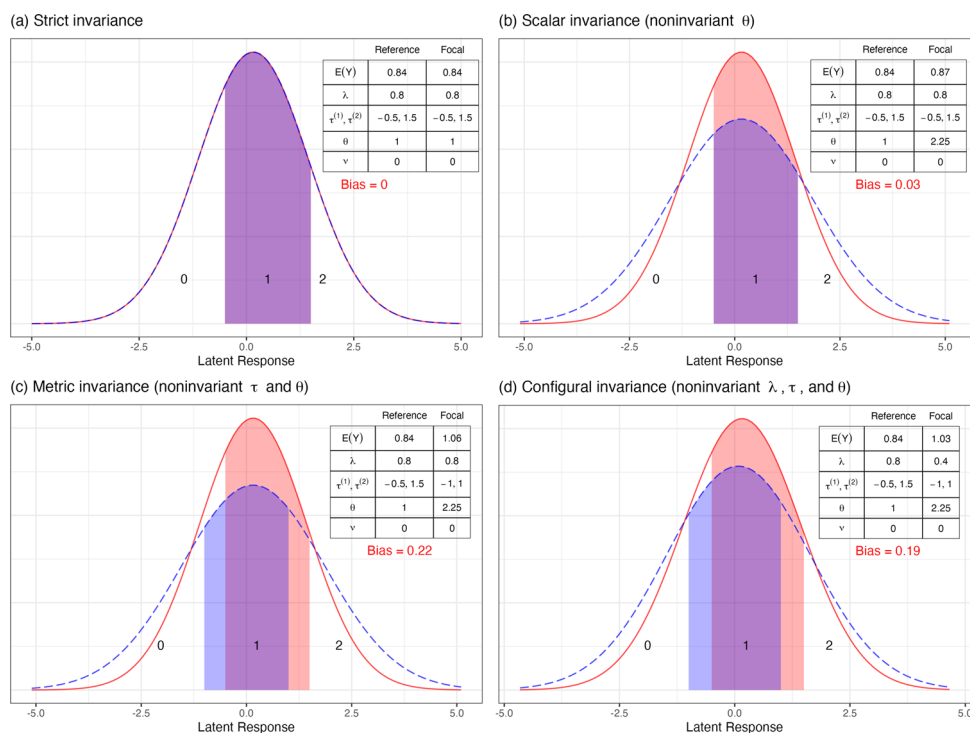 (a) Strict invariance
Reference Focal
E(Y) 0.84 0.84
λ 0.8 0.8
τ⁽¹⁾, τ⁽²⁾ −0.5, 1.5 −0.5, 1.5
θ 1 1
ν 0 0
Bias = 0
0 1 2
-5.0 -2.5 0.0 2.5 5.0
Latent Response
(b) Scalar invariance (noninvariant θ)
Reference Focal
E(Y) 0.84 0.87
λ 0.8 0.8
τ⁽¹⁾, τ⁽²⁾ −0.5, 1.5 −0.5, 1.5
θ 1 2.25
ν 0 0
Bias = 0.03
0 1 2
-5.0 -2.5 0.0 2.5 5.0
Latent Response
(c) Metric invariance (noninvariant τ and θ)
Reference Focal
E(Y) 0.84 1.06
λ 0.8 0.8
τ⁽¹⁾, τ⁽²⁾ −0.5, 1.5 −1, 1
θ 1 2.25
ν 0 0
Bias = 0.22
0 1 2
-5.0 -2.5 0.0 2.5 5.0
Latent Response
(d) Configural invariance (noninvariant λ, τ, and θ)
Reference Focal
E(Y) 0.84 1.03
λ 0.8 0.4
τ⁽¹⁾, τ⁽²⁾ −0.5, 1.5 −1, 1
θ 1 2.25
ν 0 0
Bias = 0.19
0 1 2
-5.0 -2.5 0.0 2.5 5.0
Latent Response